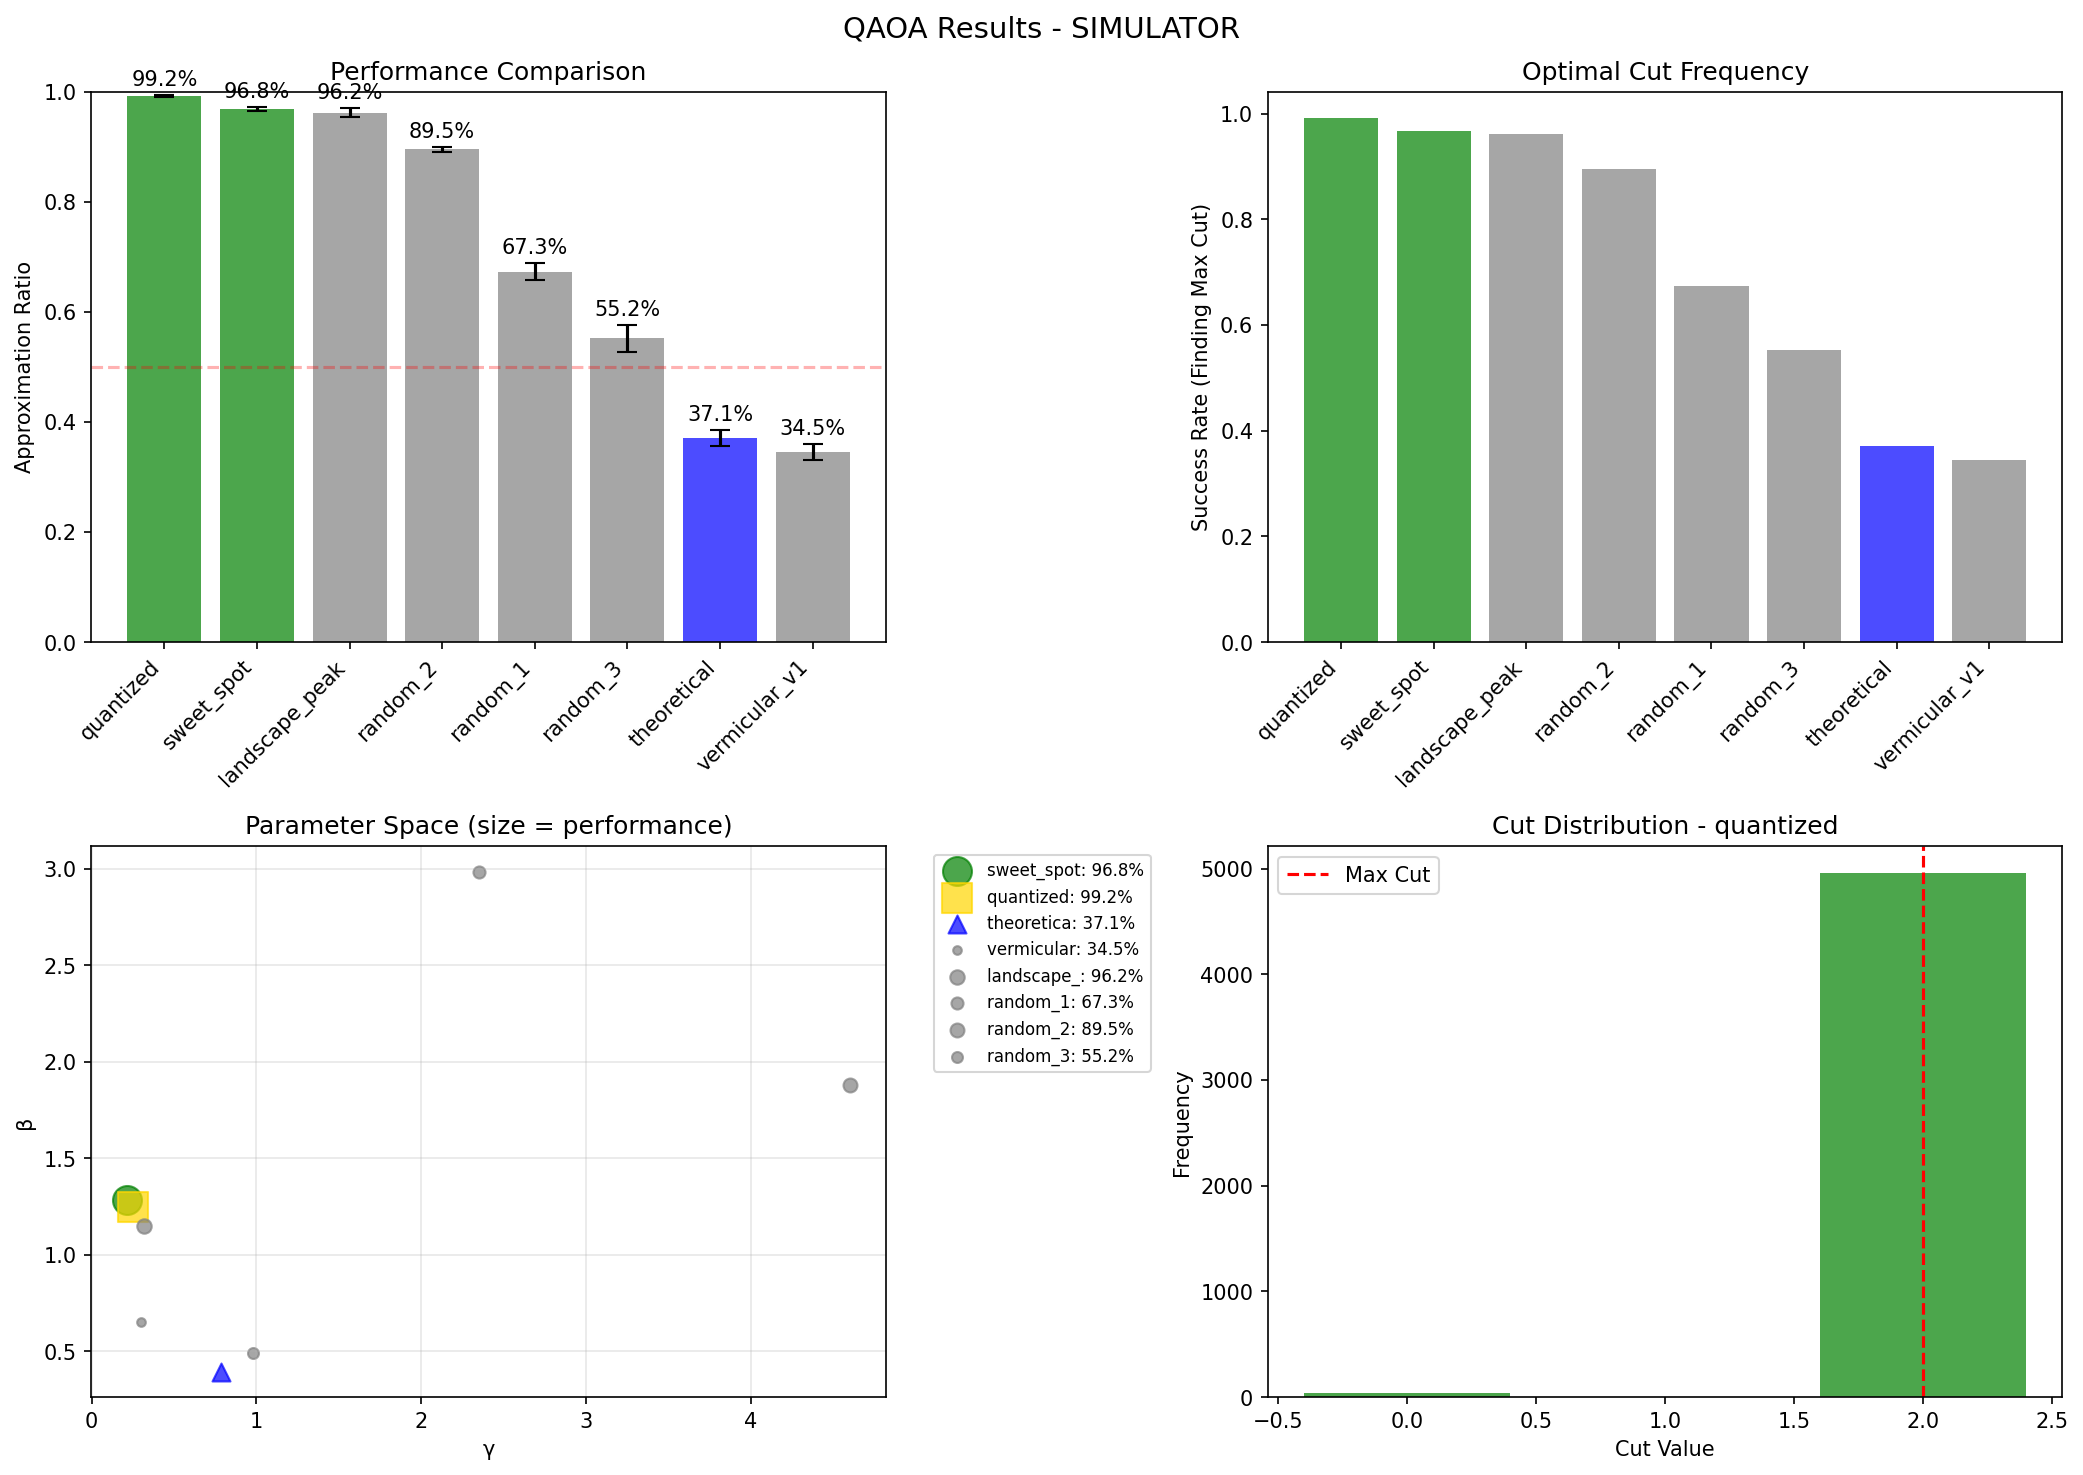 QAOA Results - SIMULATOR
Performance Comparison
99.2%
96.8%
96.2%
89.5%
67.3%
55.2%
37.1%
34.5%
1.0
0.8
0.6
0.4
0.2
0.0
Approximation Ratio
quantized
sweet_spot
landscape_peak
random_2
random_1
random_3
theoretical
vermicular_v1
Optimal Cut Frequency
1.0
0.8
0.6
0.4
0.2
0.0
Success Rate (Finding Max Cut)
quantized
sweet_spot
landscape_peak
random_2
random_1
random_3
theoretical
vermicular_v1
Parameter Space (size = performance)
3.0
2.5
2.0
1.5
1.0
0.5
β
0 1 2 3 4
γ
sweet_spot: 96.8%
quantized: 99.2%
theoretica: 37.1%
vermicular: 34.5%
landscape_: 96.2%
random_1: 67.3%
random_2: 89.5%
random_3: 55.2%
Cut Distribution - quantized
Max Cut
5000
4000
3000
2000
1000
0
Frequency
−0.5 0.0 0.5 1.0 1.5 2.0 2.5
Cut Value